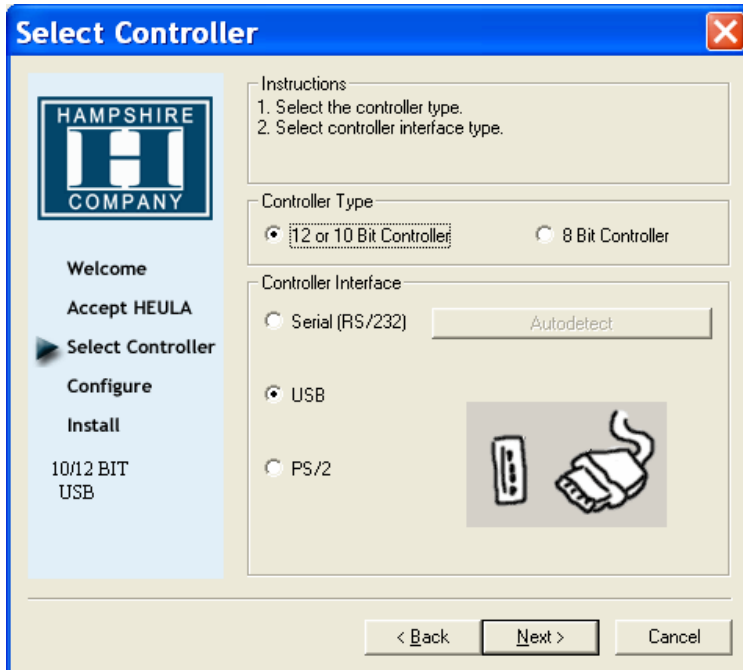 Select Controller
HAMPSHIRE
COMPANY
Welcome
Accept HEULA
Select Controller
Configure
Install
10/12 BIT
USB
Instructions
1. Select the controller type.
2. Select controller interface type.
Controller Type
12 or 10 Bit Controller 8 Bit Controller
Controller Interface
Serial (RS/232) Autodetect
USB
PS/2
< Back Next > Cancel